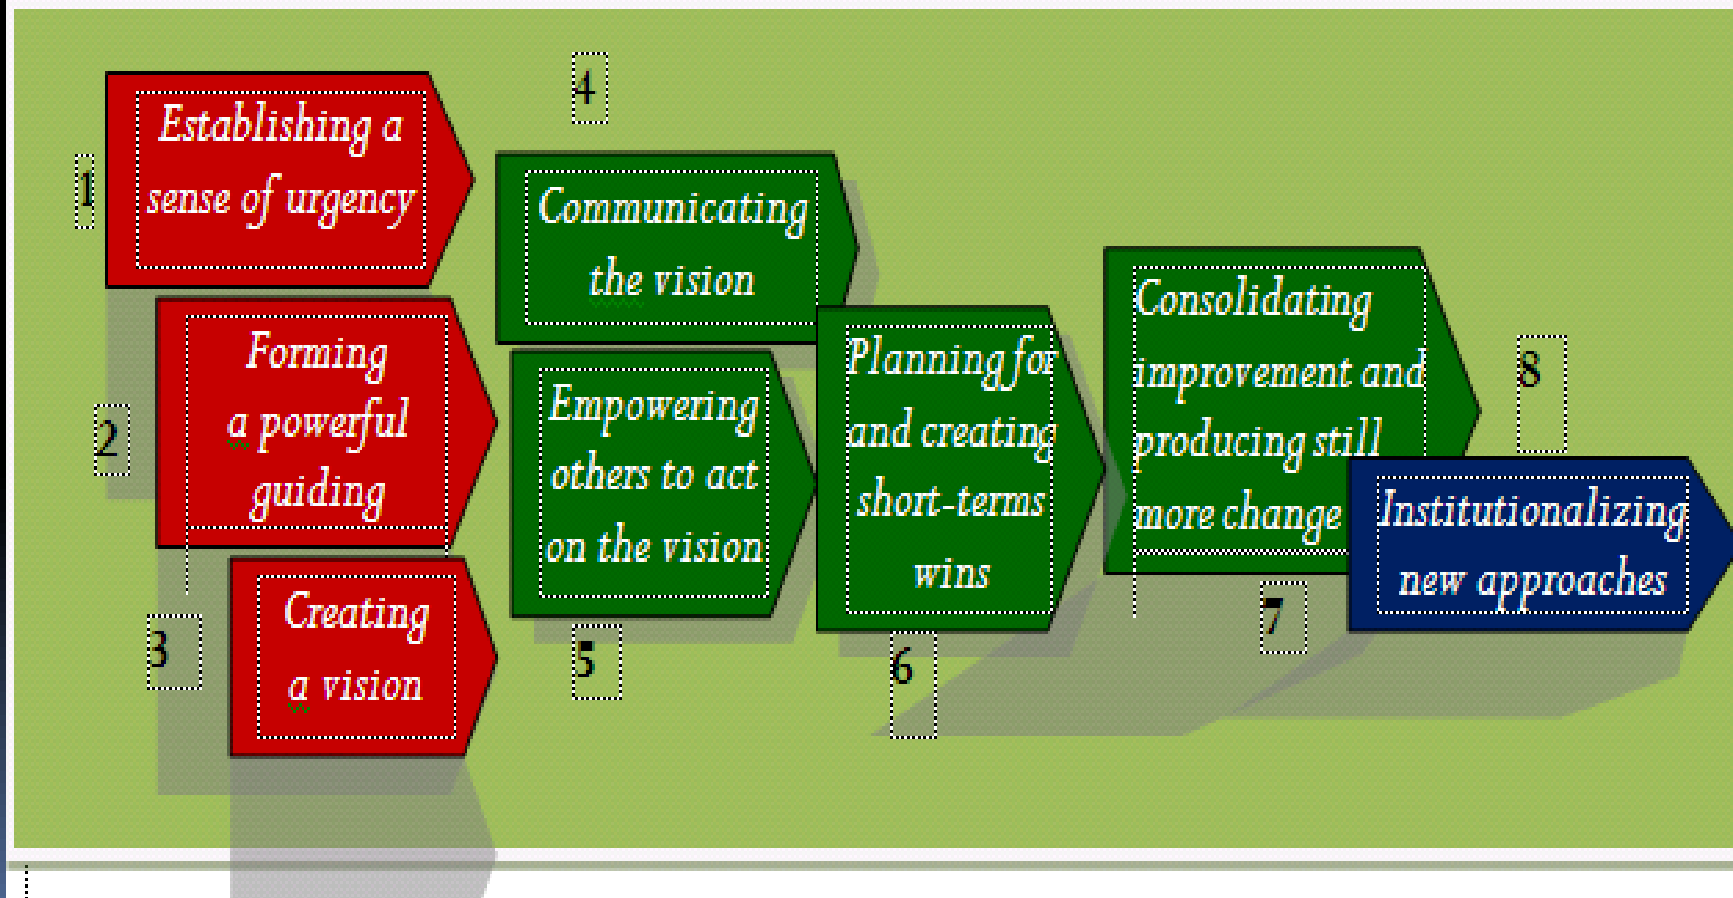 1
Establishing a
sense of urgency
2
Forming
a powerful
guiding
3
Creating
a vision
4
Communicating
the vision
5
Empowering
others to act
on the vision
6
Planning for
and creating
short-terms
wins
7
Consolidating
improvement and
producing still
more change
8
Institutionalizing
new approaches